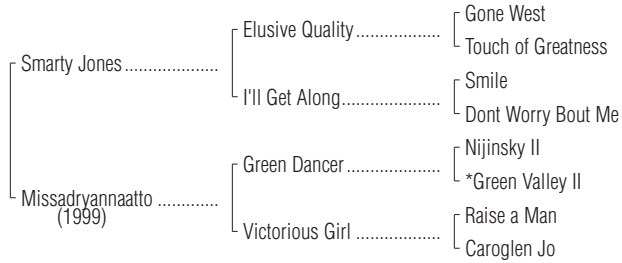 Gone West
Elusive Quality..................
Touch of Greatness
Smarty Jones....................
Smile
I'll Get Along.....................
Dont Worry Bout Me
Nijinsky II
Green Dancer....................
*Green Valley II
Missadryannaatto .............
(1999)
Raise a Man
Victorious Girl ..................
Caroglen Jo